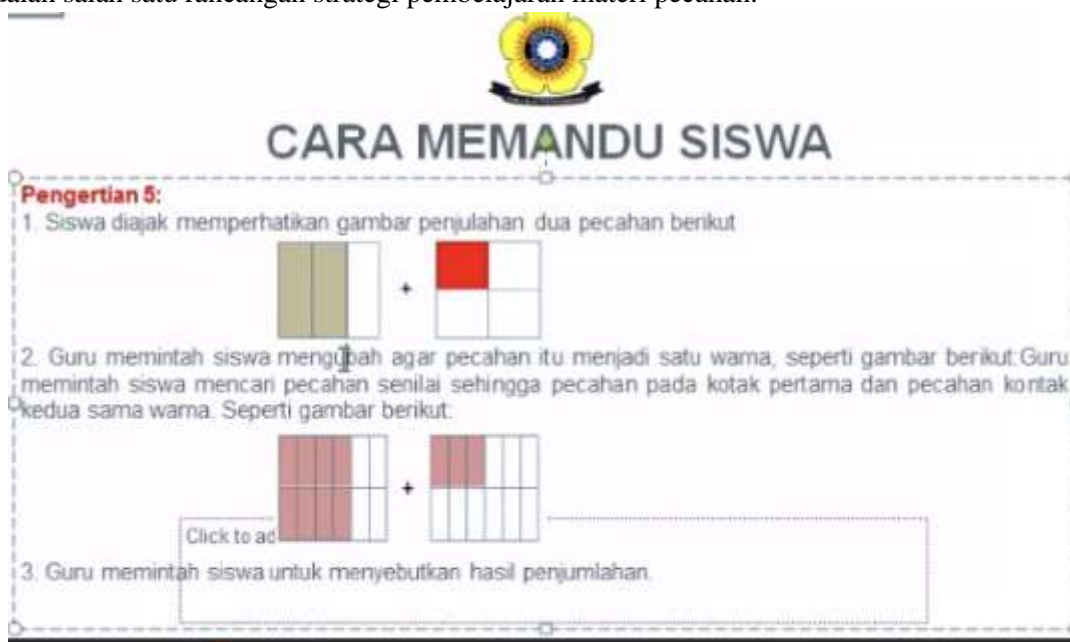 dalah salah satu rancangan strategi pembelajaran materi pecahan.
CARA MEMANDU SISWA
Pengertian 5:
1. Siswa diajak memperhatikan gambar penjulahan dua pecahan berikut
+
2. Guru memintah siswa mengubah agar pecahan itu menjadi satu warna, seperti gambar berikut:Guru
memintah siswa mencari pecahan senilai sehingga pecahan pada kotak pertama dan pecahan kontak
kedua sama warna. Seperti gambar berikut:
+
Click to ad
3. Guru memintah siswa untuk menyebutkan hasil penjumlahan.